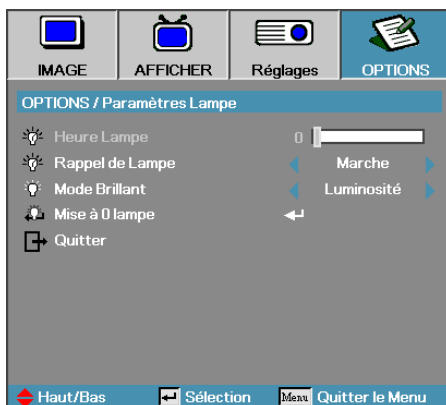 IMAGE AFFICHER Réglages OPTIONS
OPTIONS / Paramètres Lampe
Heure Lampe 0
Rappel de Lampe Marche
Mode Brillant Luminosité
Mise à 0 lampe
Quitter
Haut/Bas Sélection Menu Quitter le Menu